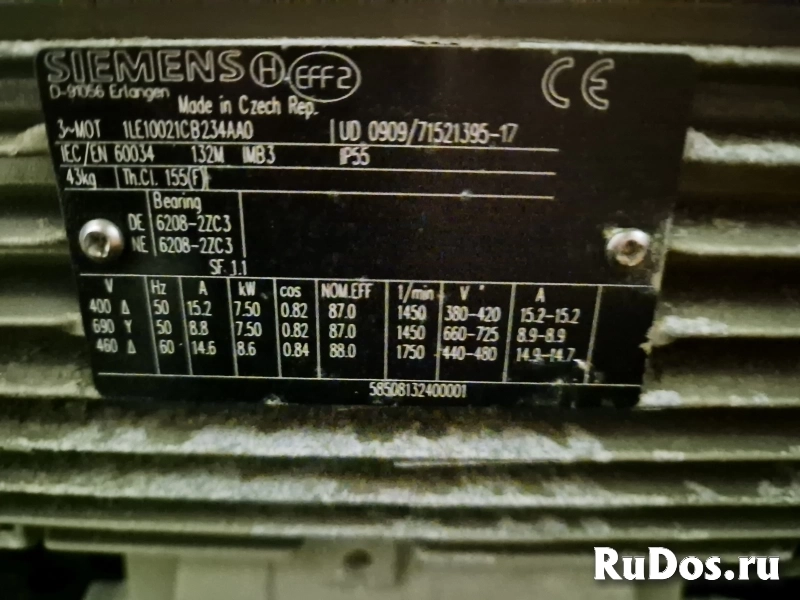 SIEMENS H EFF2 CE
D-91056 Erlangen
Made in Czech Rep.
3~MOT 1LE10021CB234AA0 UD 0909/71521395-17
IEC/EN 60034 132M IMB3 IP55
43kg Th.Cl. 155(F)
Bearing
DE 6208-2ZC3
NE 6208-2ZC3
SF 1.1
V Hz A kW cos NOM.EFF 1/min V A
400 Δ 50 15.2 7.50 0.82 87.0 1450 380-420 15.2-15.2
690 Y 50 8.8 7.50 0.82 87.0 1450 660-725 8.9-8.9
460 Δ 60 14.6 8.6 0.84 88.0 1750 440-480 14.9-14.7
58508132400001
RuDos.ru